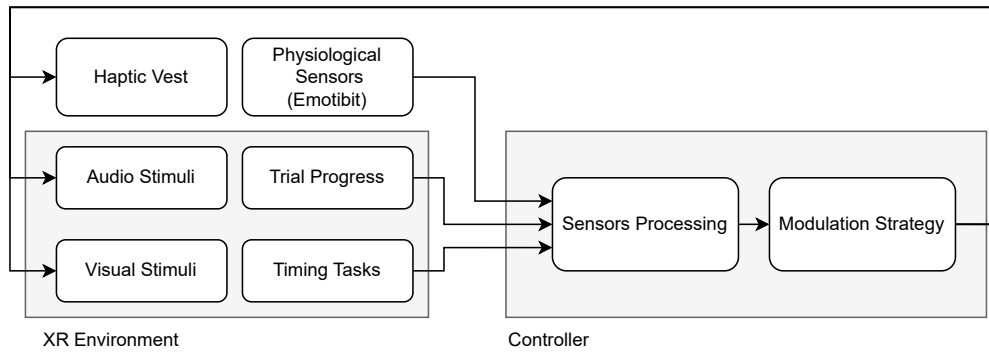 Haptic Vest
Physiological
Sensors
(Emotibit)
Audio Stimuli
Trial Progress
Sensors Processing
Modulation Strategy
Visual Stimuli
Timing Tasks
XR Environment
Controller